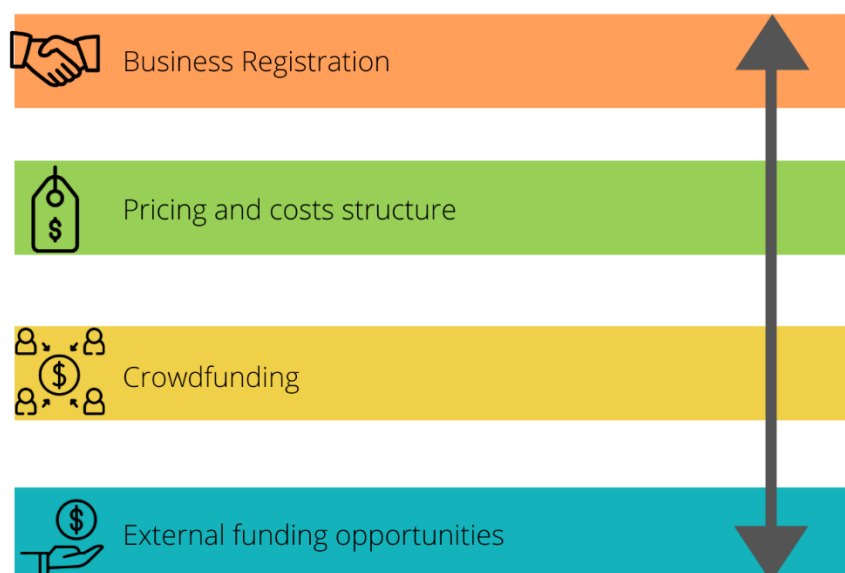 Business Registration
$
Pricing and costs structure
$
Crowdfunding
$
External funding opportunities